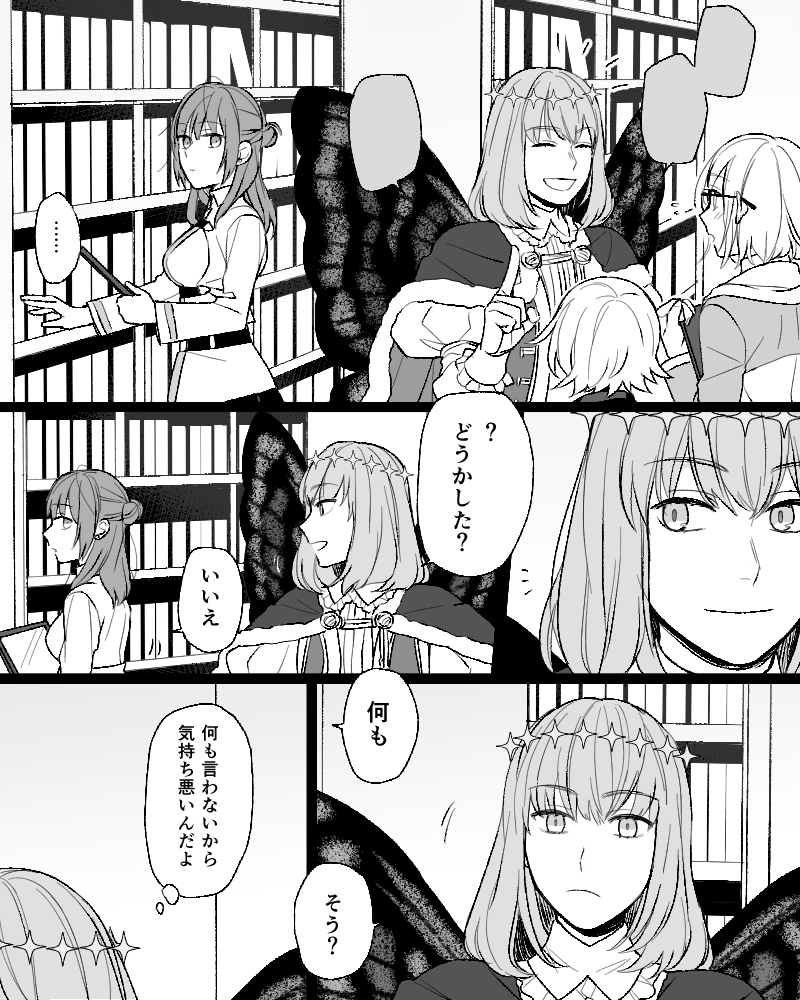 ……
？
どうかした？
いいえ
何も
そう？
何も言わないから
気持ち悪いんだよ